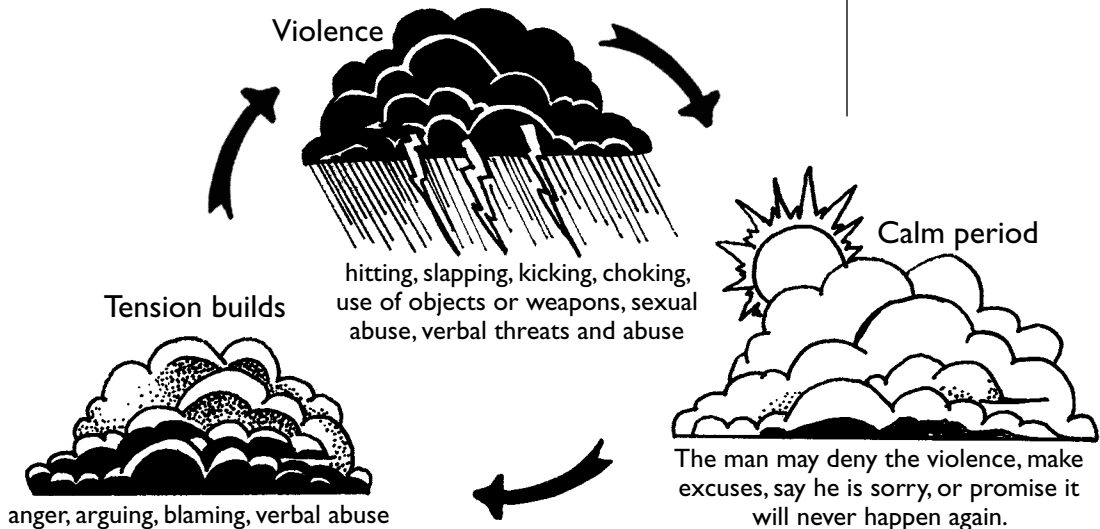 Violence
hitting, slapping, kicking, choking,
use of objects or weapons, sexual
abuse, verbal threats and abuse
Calm period
The man may deny the violence, make
excuses, say he is sorry, or promise it
will never happen again.
Tension builds
anger, arguing, blaming, verbal abuse